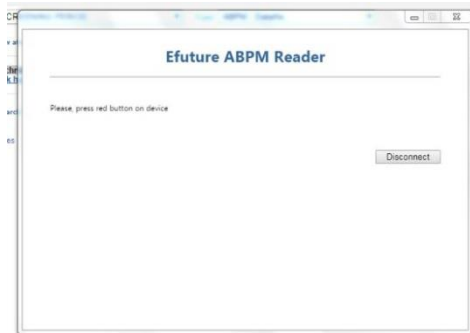 Efuture ABPM Reader
Please, press red button on device
Disconnect